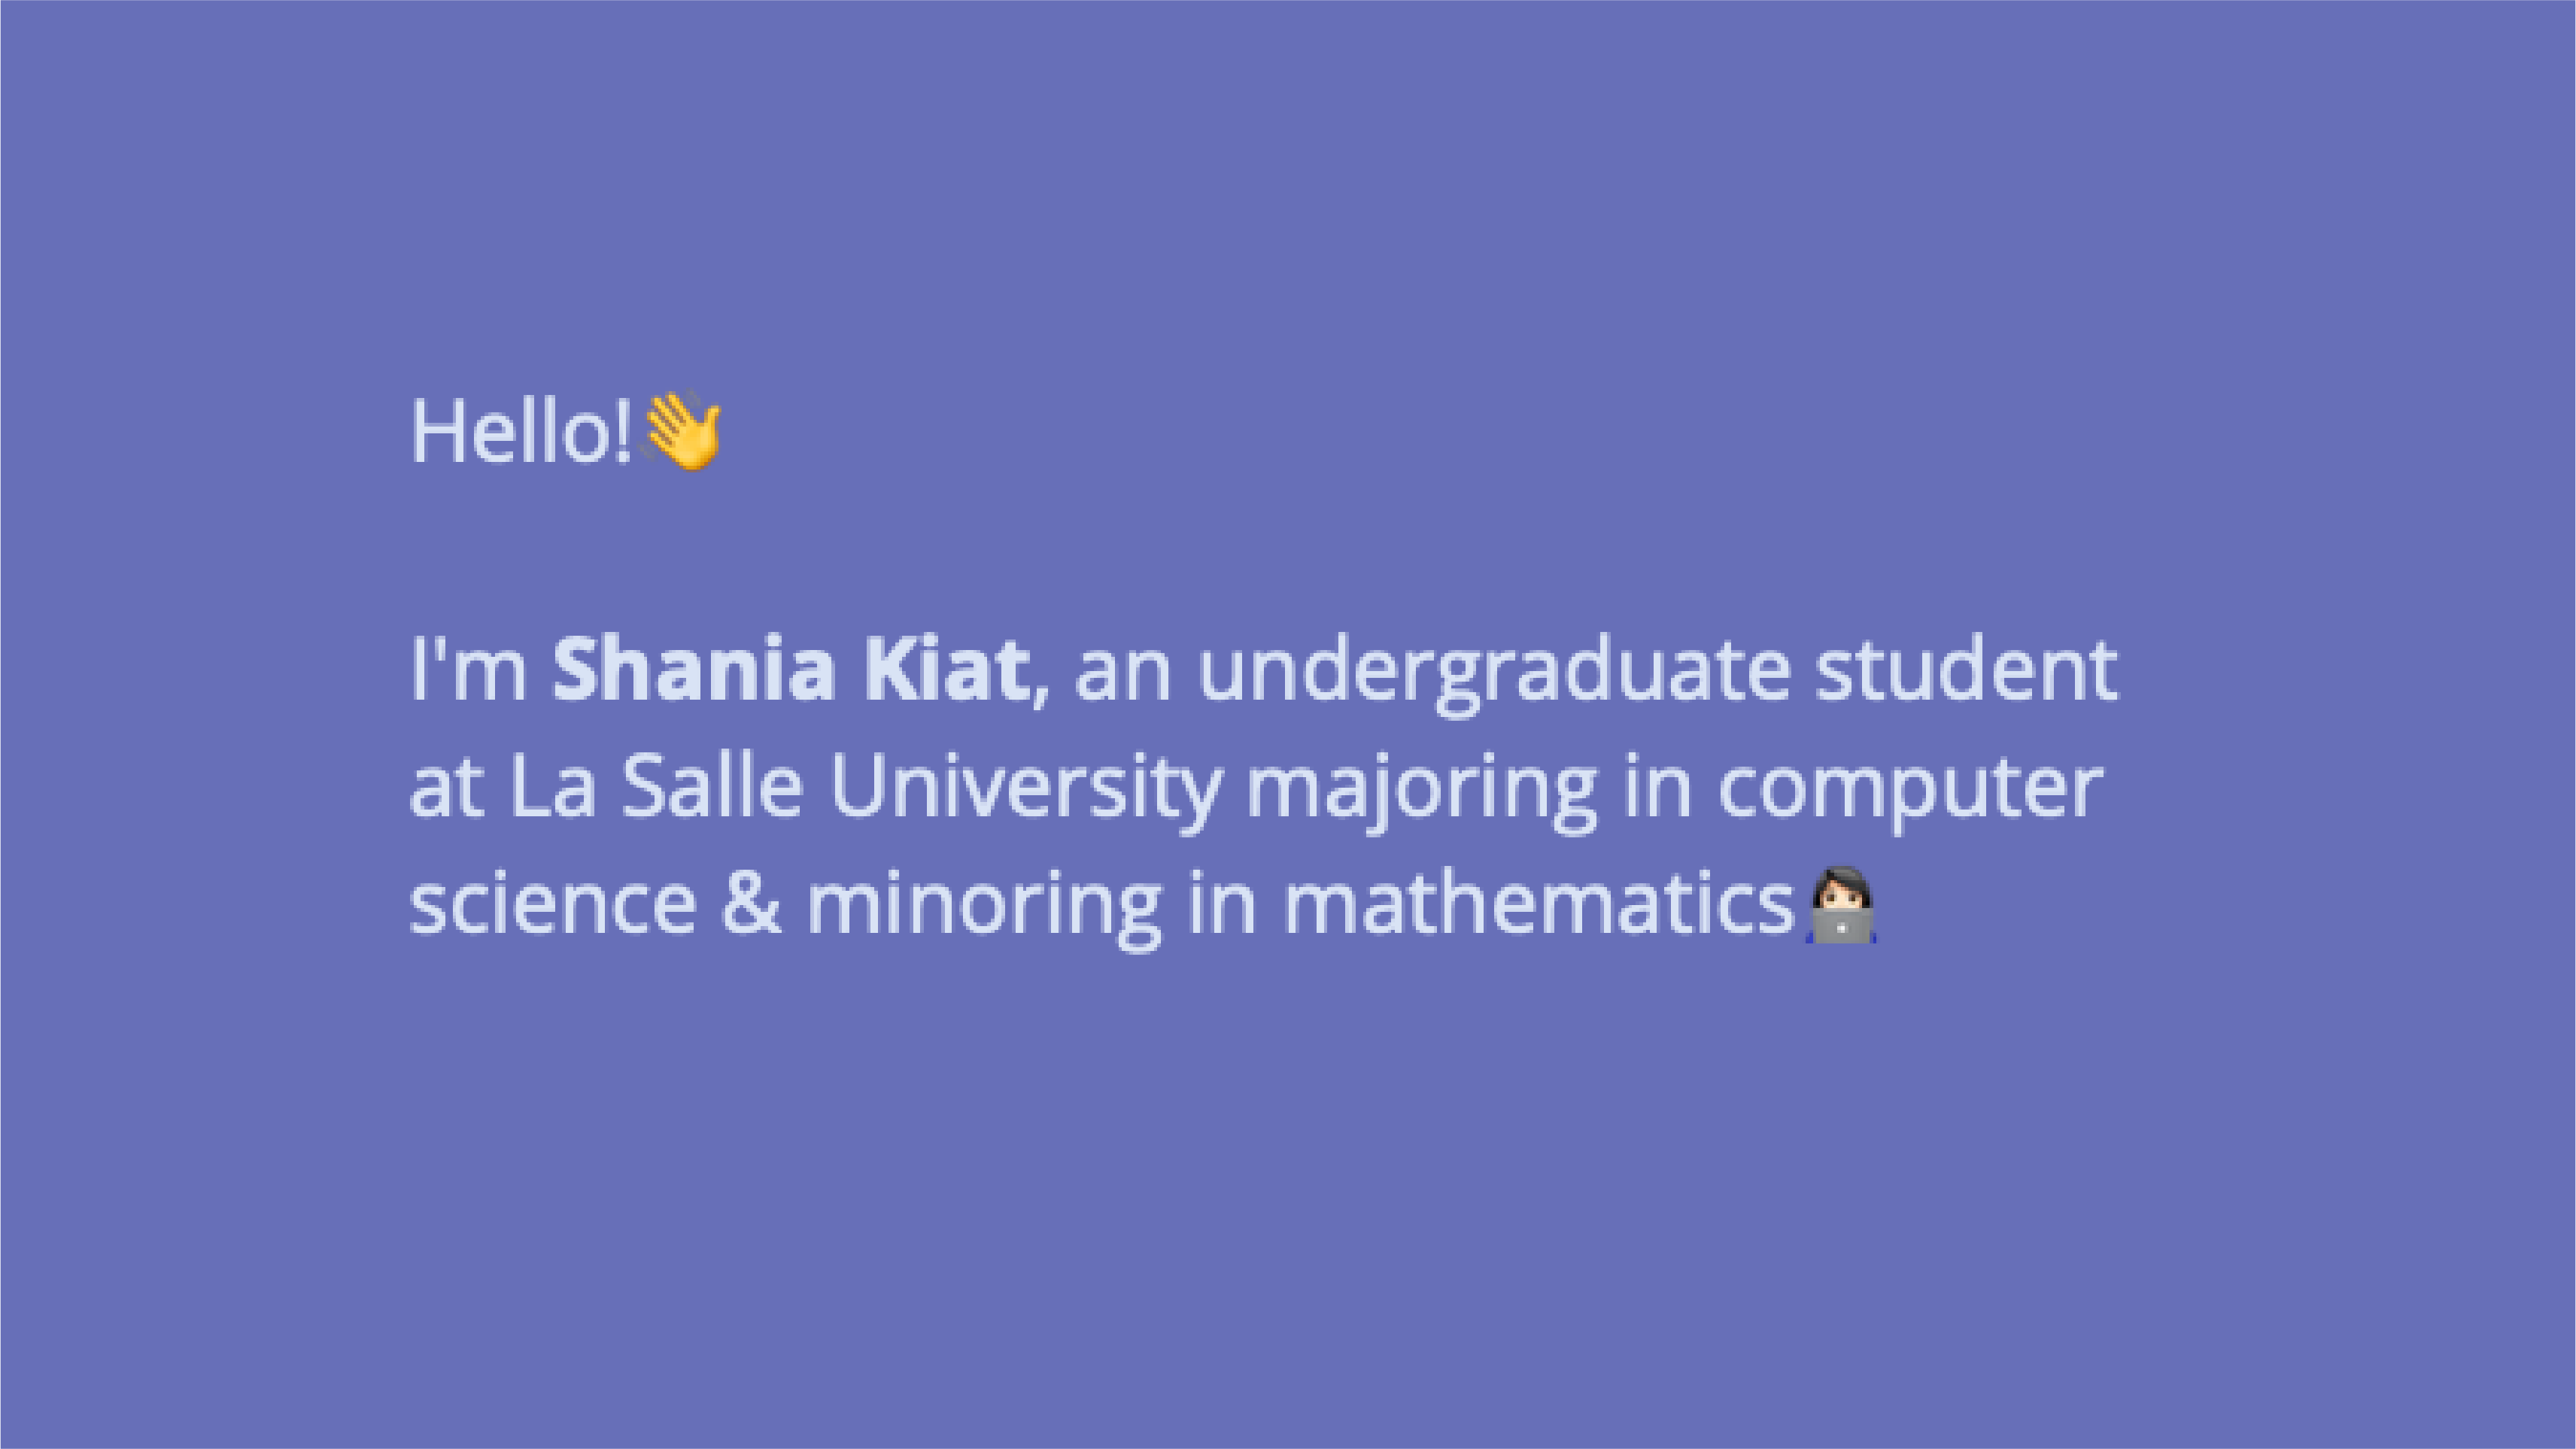 Hello!👋
I'm Shania Kiat, an undergraduate student
at La Salle University majoring in computer
science & minoring in mathematics👩🏻‍💻